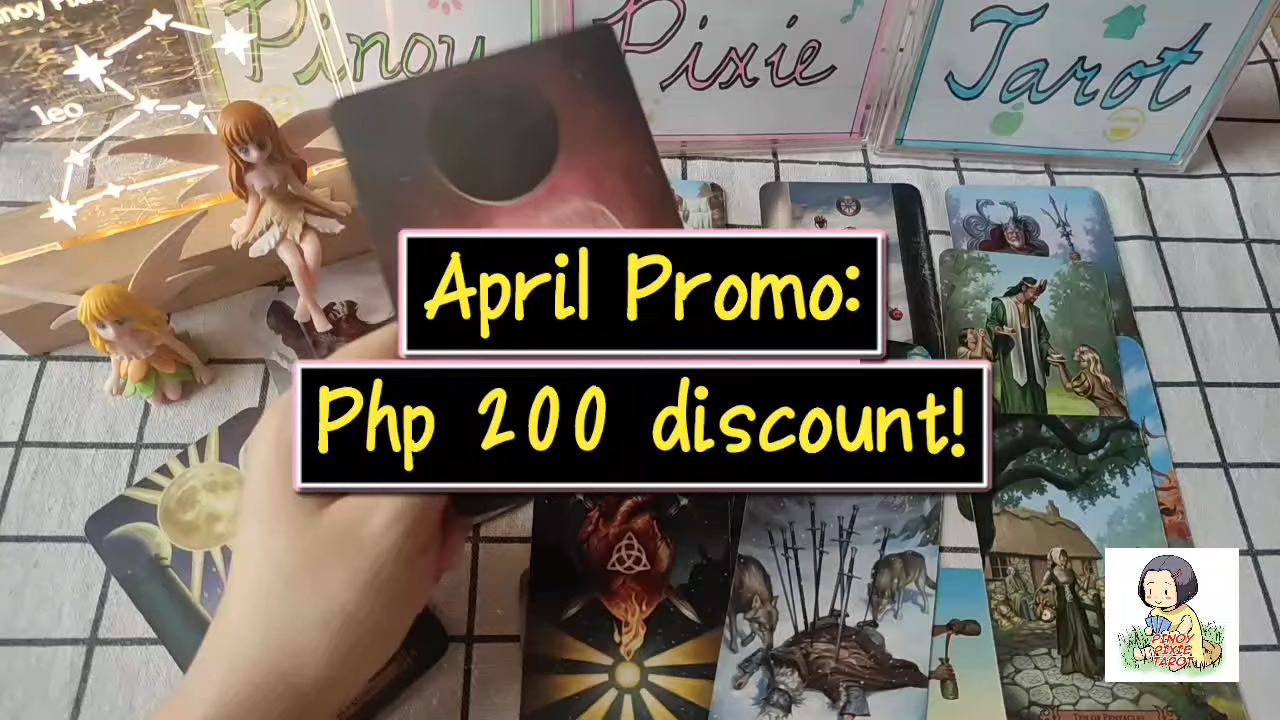 Pinoy
Pixie
Tarot
leo
April Promo:
Php 200 discount!
PINOY
PIXIE
TAROT